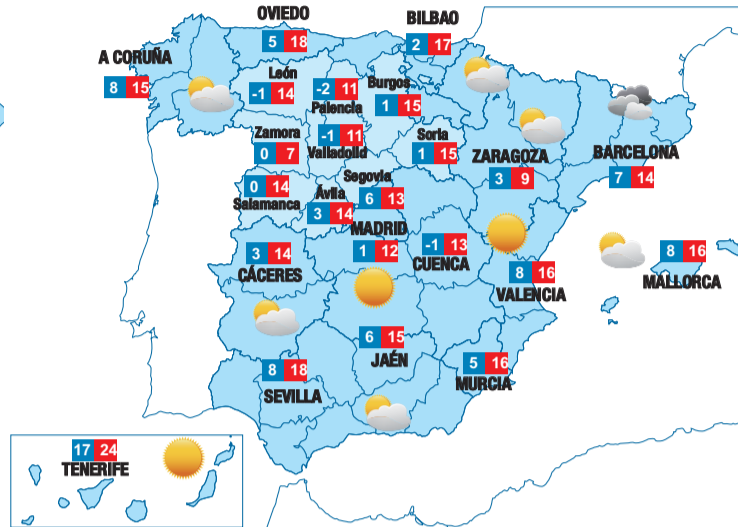 OVIEDO
5 18
BILBAO
2 17
A CORUÑA
8 15
León
-1 14
-2 11
Palencia
Burgos
1 15
Zamora
0 7
-1 11
Valladolid
Soria
1 15
ZARAGOZA
3 9
BARCELONA
7 14
0 14
Salamanca
Ávila
3 14
Segovia
6 13
MADRID
1 12
-1 13
CUENCA
3 14
CÁCERES
8 16
VALENCIA
8 16
MALLORCA
6 15
JAÉN
5 16
MURCIA
8 18
SEVILLA
17 24
TENERIFE